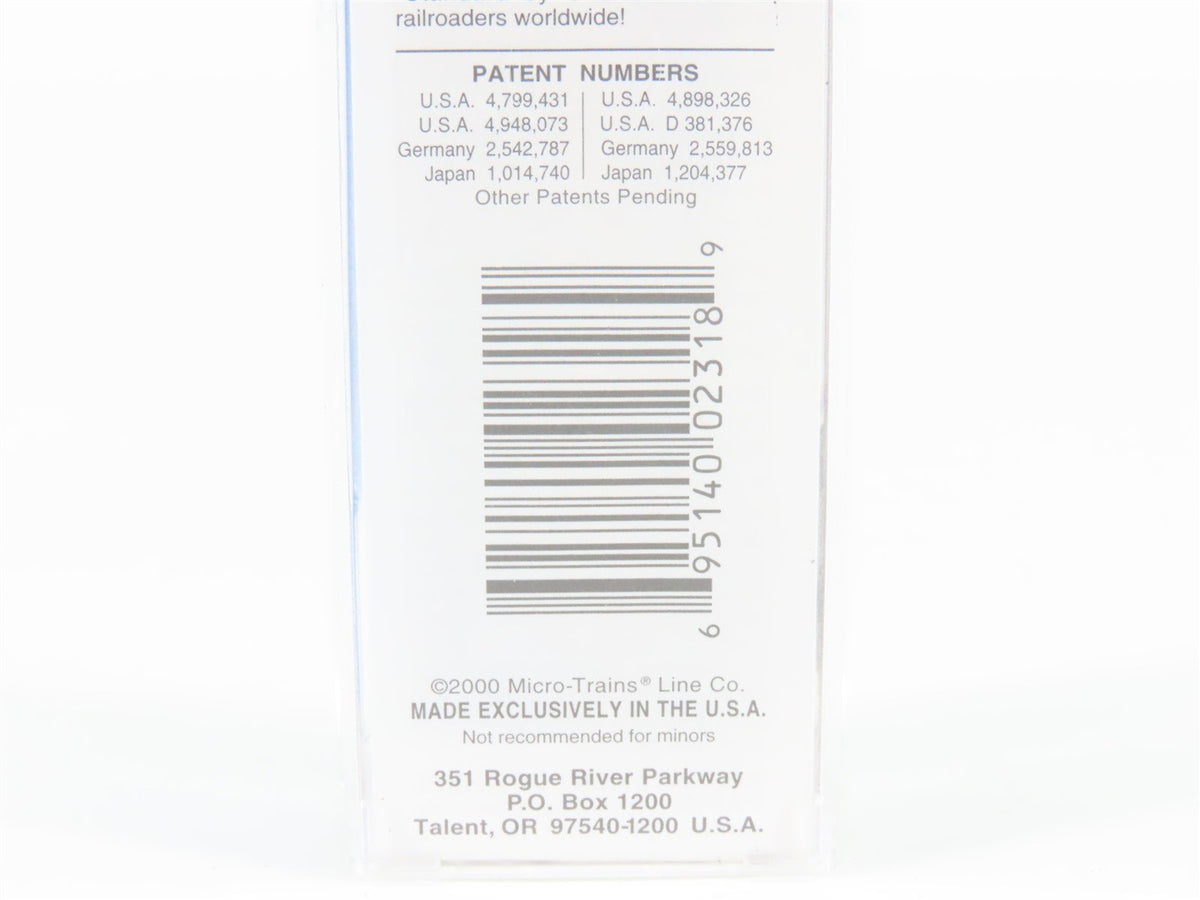 railroaders worldwide!
PATENT NUMBERS
U.S.A. 4,799,431 | U.S.A. 4,898,326
U.S.A. 4,948,073 | U.S.A. D 381,376
Germany 2,542,787 | Germany 2,559,813
Japan 1,014,740 | Japan 1,204,377
Other Patents Pending
6 95140 02318 9
©2000 Micro-Trains® Line Co.
MADE EXCLUSIVELY IN THE U.S.A.
Not recommended for minors
351 Rogue River Parkway
P.O. Box 1200
Talent, OR 97540-1200 U.S.A.